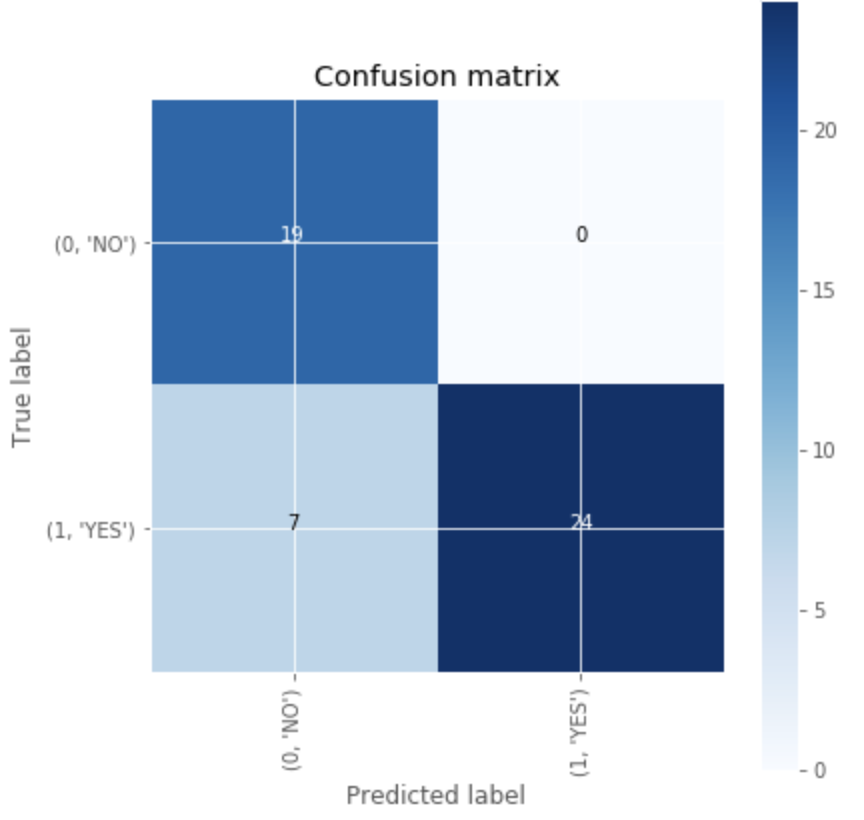 Confusion matrix
True label
(0, 'NO')
(1, 'YES')
19
0
7
24
(0, 'NO')
(1, 'YES')
Predicted label
20
15
10
5
0